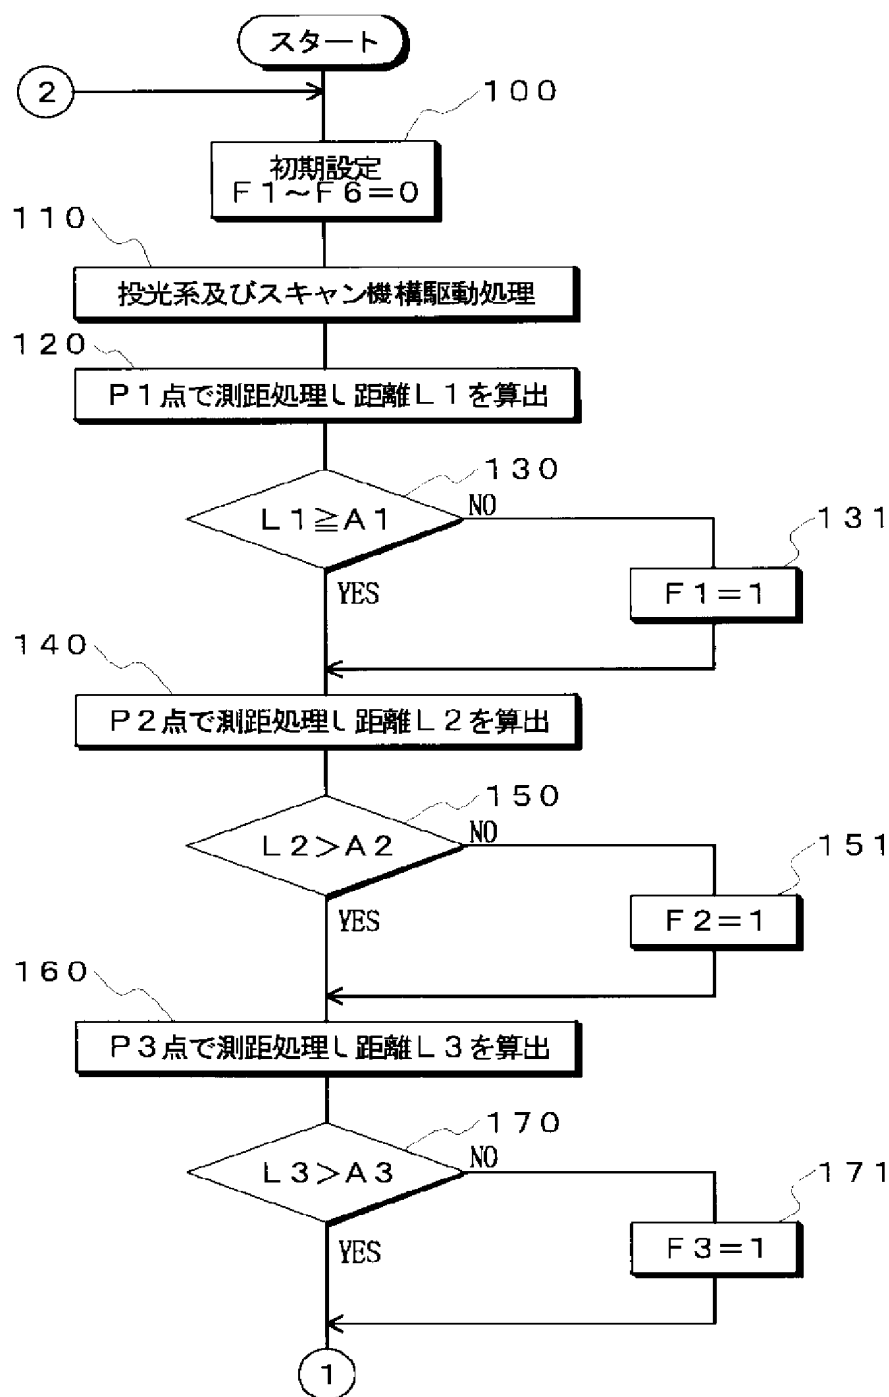 スタート
2
100
初期設定
F1～F6=0
110
投光系及びスキャン機構駆動処理
120
P1点で測距処理し距離L1を算出
130
L1≧A1
NO
131
F1=1
YES
140
P2点で測距処理し距離L2を算出
150
L2>A2
NO
151
F2=1
YES
160
P3点で測距処理し距離L3を算出
170
L3>A3
NO
171
F3=1
YES
1